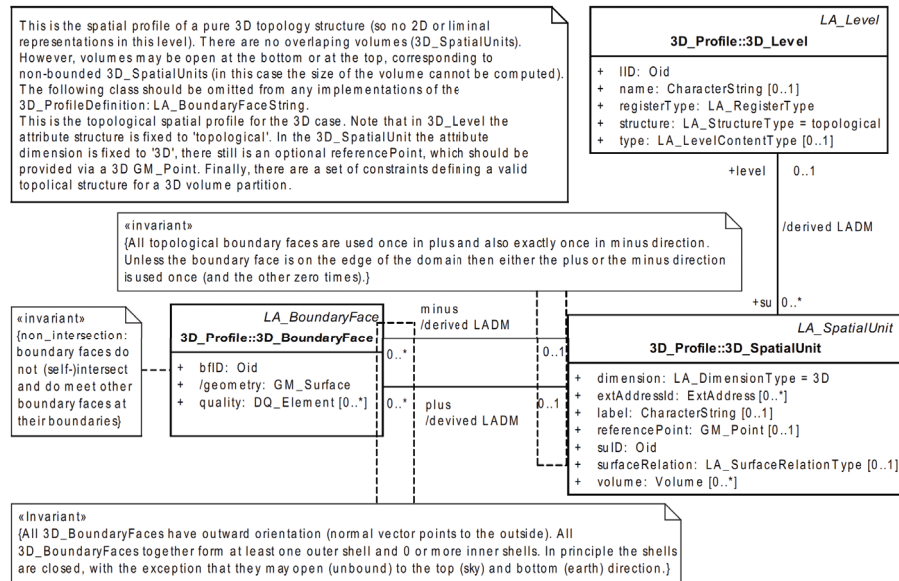 This is the spatial profile of a pure 3D topology structure (so no 2D or liminal
representations in this level). There are no overlaping volumes (3D_SpatialUnits).
However, volumes may be open at the bottom or at the top, corresponding to
non-bounded 3D_SpatialUnits (in this case the size of the volume cannot be computed).
The following class should be omitted from any implementations of the
3D_ProfileDefinition: LA_BoundaryFaceString.
This is the topological spatial profile for the 3D case. Note that in 3D_Level the
attribute structure is fixed to 'topological'. In the 3D_SpatialUnit the attribute
dimension is fixed to '3D', there still is an optional referencePoint, which should be
provided via a 3D GM_Point. Finally, there are a set of constraints defining a valid
topolical structure for a 3D volume partition.
LA_Level
3D_Profile::3D_Level
+ lID: Oid
+ name: CharacterString [0..1]
+ registerType: LA_RegisterType
+ structure: LA_StructureType = topological
+ type: LA_LevelContentType [0..1]
+level 0..1
/derived LADM
+su 0..*
«invariant»
{All topological boundary faces are used once in plus and also exactly once in minus direction.
Unless the boundary face is on the edge of the domain then either the plus or the minus direction
is used once (and the other zero times).}
«invariant»
{non_intersection:
boundary faces do
not (self-)intersect
and do meet other
boundary faces at
their boundaries}
LA_BoundaryFace
3D_Profile::3D_BoundaryFace
+ bfID: Oid
+ /geometry: GM_Surface
+ quality: DQ_Element [0..*]
minus
/derived LADM
0..* 0..1
0..* 0..1
plus
/derived LADM
LA_SpatialUnit
3D_Profile::3D_SpatialUnit
+ dimension: LA_DimensionType = 3D
+ extAddressId: ExtAddress [0..*]
+ label: CharacterString [0..1]
+ referencePoint: GM_Point [0..1]
+ suID: Oid
+ surfaceRelation: LA_SurfaceRelationType [0..1]
+ volume: Volume [0..*]
«Invariant»
{All 3D_BoundaryFaces have outward orientation (normal vector points to the outside). All
3D_BoundaryFaces together form at least one outer shell and 0 or more inner shells. In principle the shells
are closed, with the exception that they may open (unbound) to the top (sky) and bottom (earth) direction.}